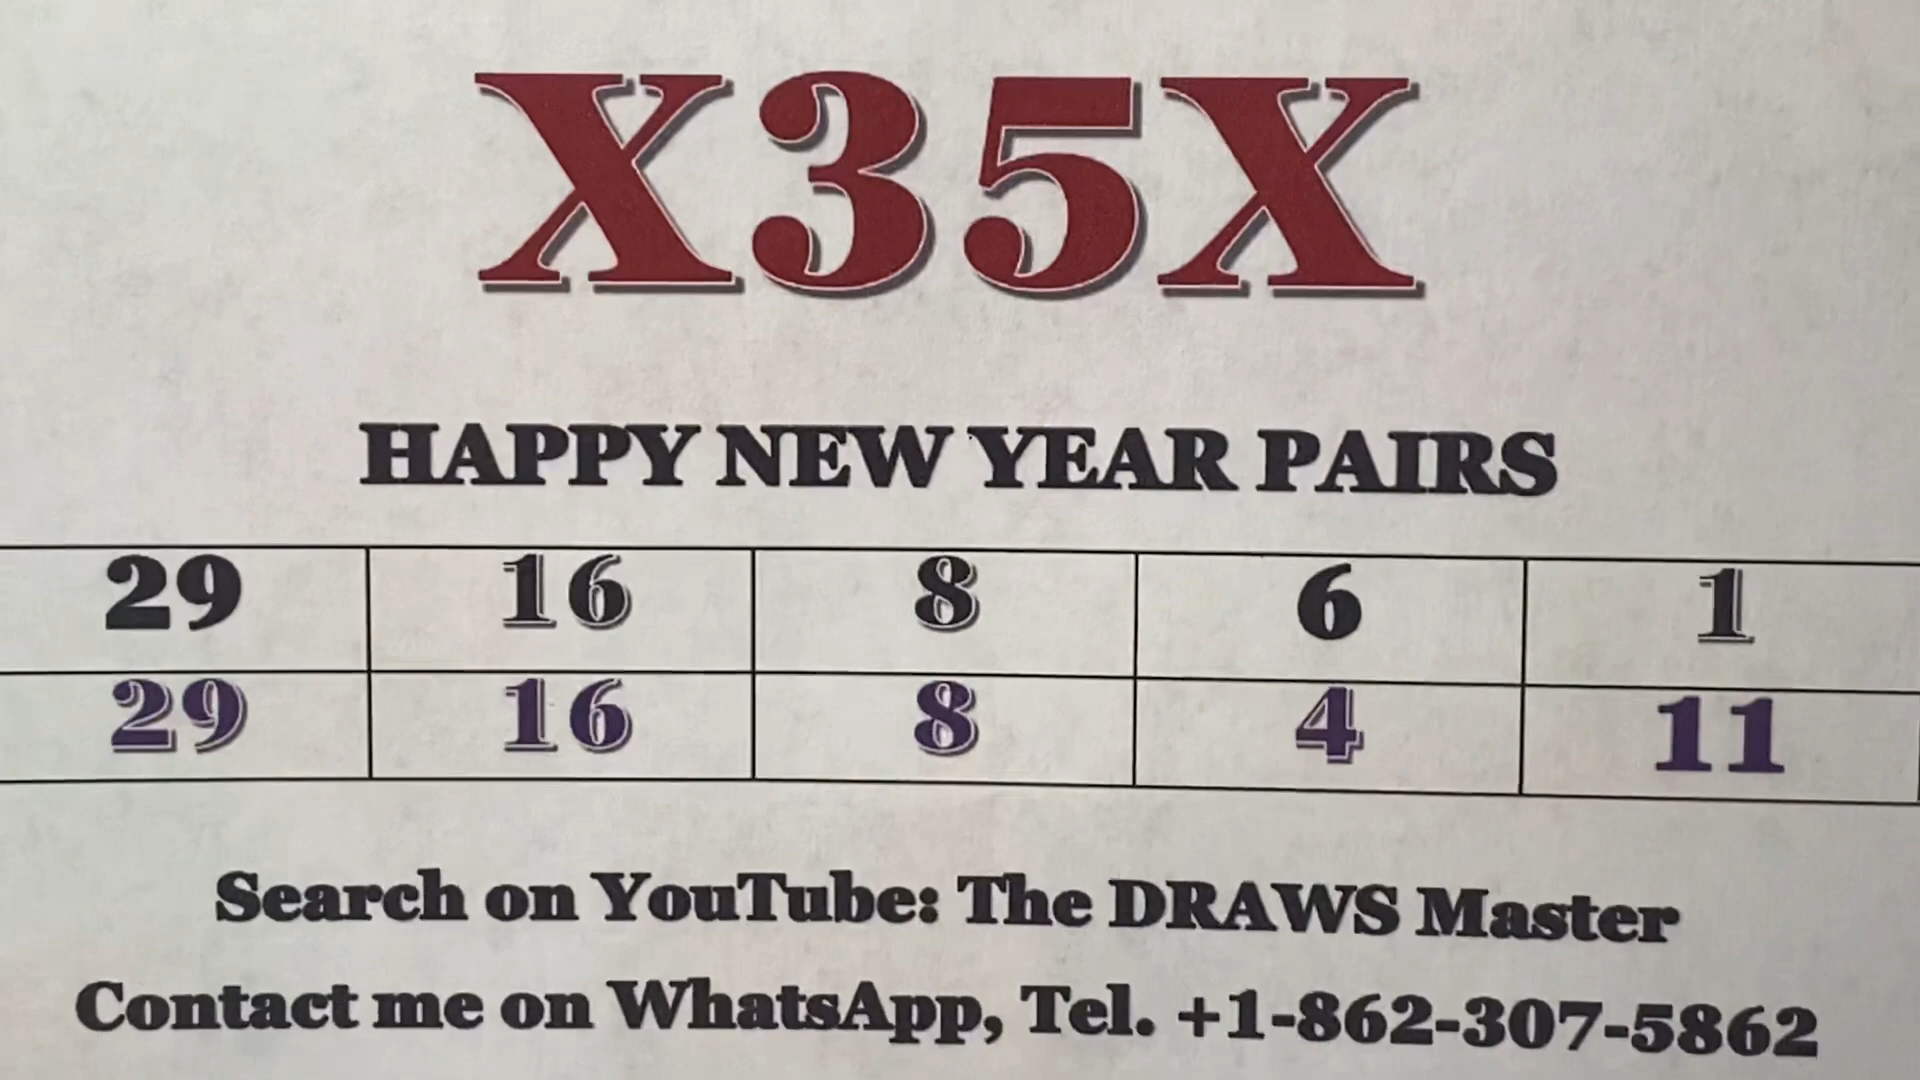 X35X
HAPPY NEW YEAR PAIRS
29 16 8 6 1
29 16 8 4 11
Search on YouTube: The DRAWS Master
Contact me on WhatsApp, Tel. +1-862-307-5862